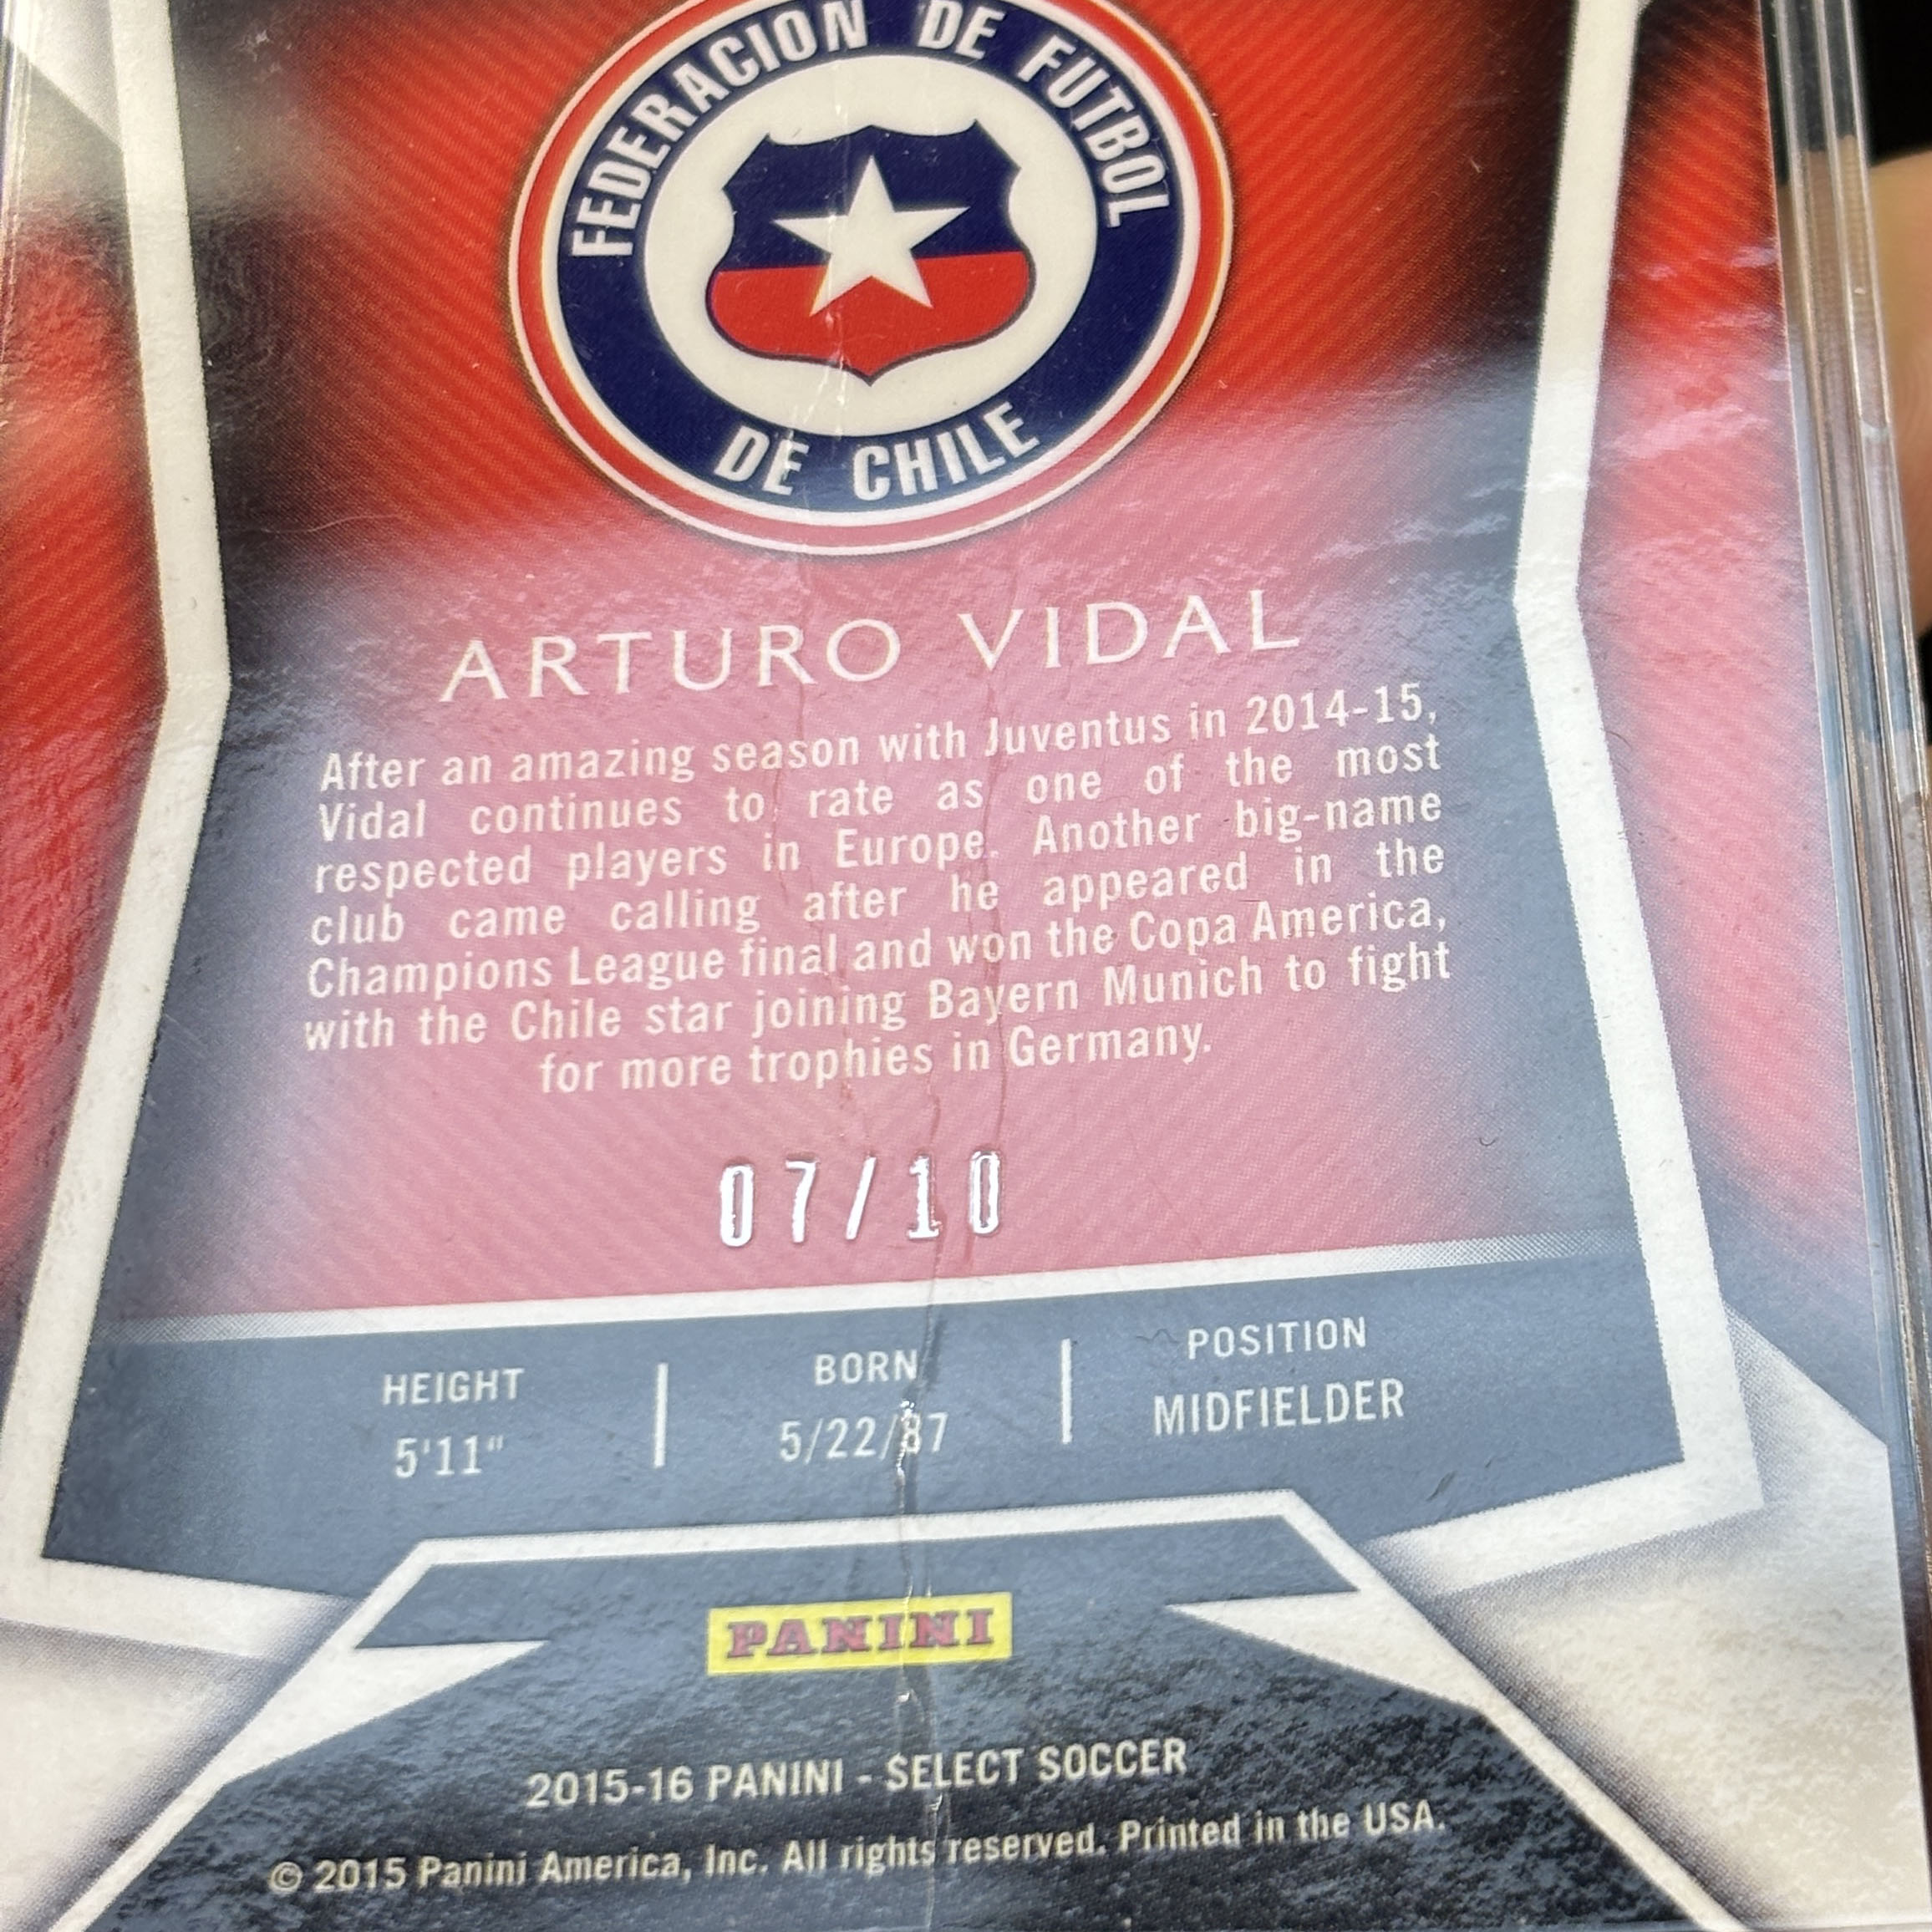 FEDERACION DE FUTBOL
DE CHILE
ARTURO VIDAL
After an amazing season with Juventus in 2014-15,
Vidal continues to rate as one of the most
respected players in Europe. Another big-name
club came calling after he appeared in the
Champions League final and won the Copa America,
with the Chile star joining Bayern Munich to fight
for more trophies in Germany.
07/10
HEIGHT
5'11"
BORN
5/22/87
POSITION
MIDFIELDER
PANINI
2015-16 PANINI - SELECT SOCCER
© 2015 Panini America, Inc. All rights reserved. Printed in the USA.